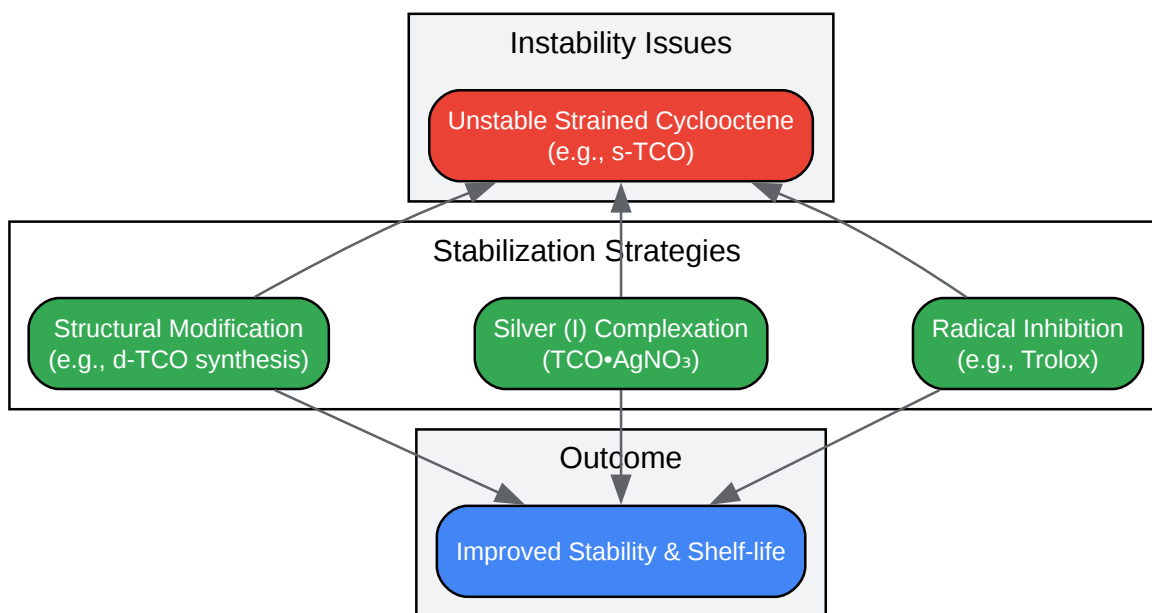 Instability Issues
Unstable Strained Cyclooctene
(e.g., s-TCO)
Stabilization Strategies
Structural Modification
(e.g., d-TCO synthesis)
Silver (I) Complexation
(TCO•AgNO₃)
Radical Inhibition
(e.g., Trolox)
Outcome
Improved Stability & Shelf-life